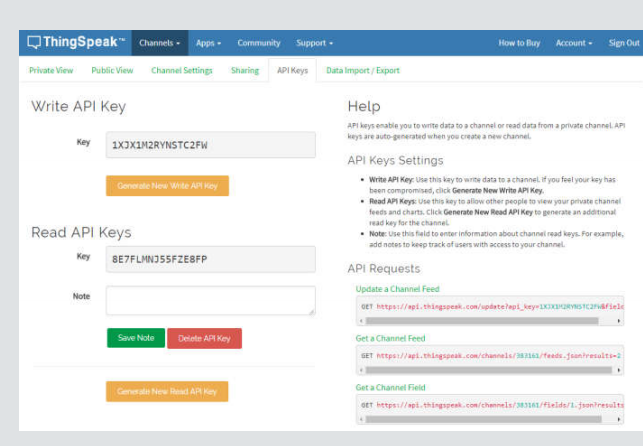 ThingSpeak™ Channels Apps Community Support How to Buy Account Sign Out
Private View Public View Channel Settings Sharing API Keys Data Import / Export
Write API Key
Key 1XJX1M2RYNSTC2FW
Generate New Write API Key
Read API Keys
Key 8E7FLMNJ55FZE8FP
Note
Save Note Delete API Key
Generate New Read API Key
Help
API keys enable you to write data to a channel or read data from a private channel. API
keys are auto-generated when you create a new channel.
API Keys Settings
• Write API Key: Use this key to write data to a channel. If you feel your key has
been compromised, click Generate New Write API Key.
• Read API Keys: Use this key to allow other people to view your private channel
feeds and charts. Click Generate New Read API Key to generate an additional
read key for the channel.
• Note: Use this field to enter information about channel read keys. For example,
add notes to keep track of users with access to your channel.
API Requests
Update a Channel Feed
GET https://api.thingspeak.com/update?api_key=1XJX1M2RYNSTC2FW&field
Get a Channel Feed
GET https://api.thingspeak.com/channels/383161/feeds.json?results=2
Get a Channel Field
GET https://api.thingspeak.com/channels/383161/fields/1.json?results